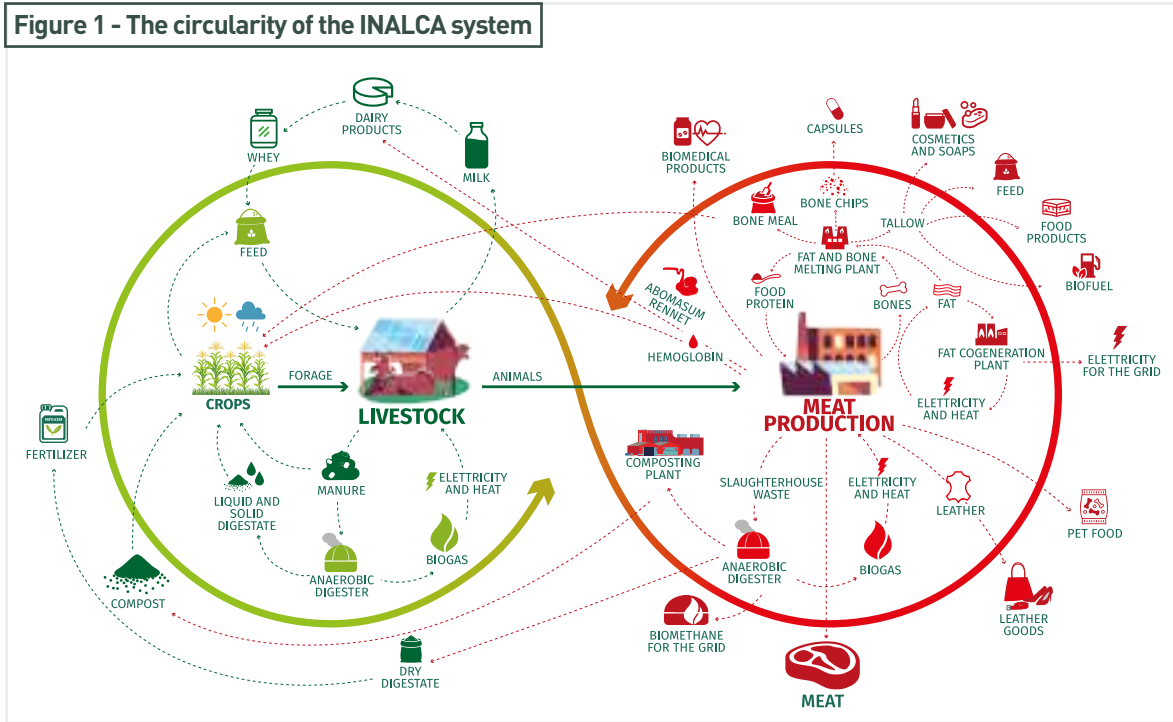 Figure 1 - The circularity of the INALCA system
DAIRY
PRODUCTS
WHEY
MILK
FEED
CROPS
FORAGE
LIVESTOCK
ANIMALS
FERTILIZER
LIQUID AND
SOLID
DIGESTATE
MANURE
ELETTRICITY
AND HEAT
ANAEROBIC
DIGESTER
BIOGAS
COMPOST
DRY
DIGESTATE
BIOMEDICAL
PRODUCTS
CAPSULES
COSMETICS
AND SOAPS
BONE CHIPS
BONE MEAL
TALLOW
FEED
FOOD
PRODUCTS
FAT AND BONE
MELTING PLANT
BIOFUEL
ABOMASUM
RENNET
FOOD
PROTEIN
BONES
FAT
HEMOGLOBIN
FAT COGENERATION
PLANT
ELETTRICITY
FOR THE GRID
ELETTRICITY
AND HEAT
MEAT
PRODUCTION
COMPOSTING
PLANT
SLAUGHTERHOUSE
WASTE
ELETTRICITY
AND HEAT
LEATHER
PET FOOD
ANAEROBIC
DIGESTER
BIOGAS
LEATHER
GOODS
BIOMETHANE
FOR THE GRID
MEAT